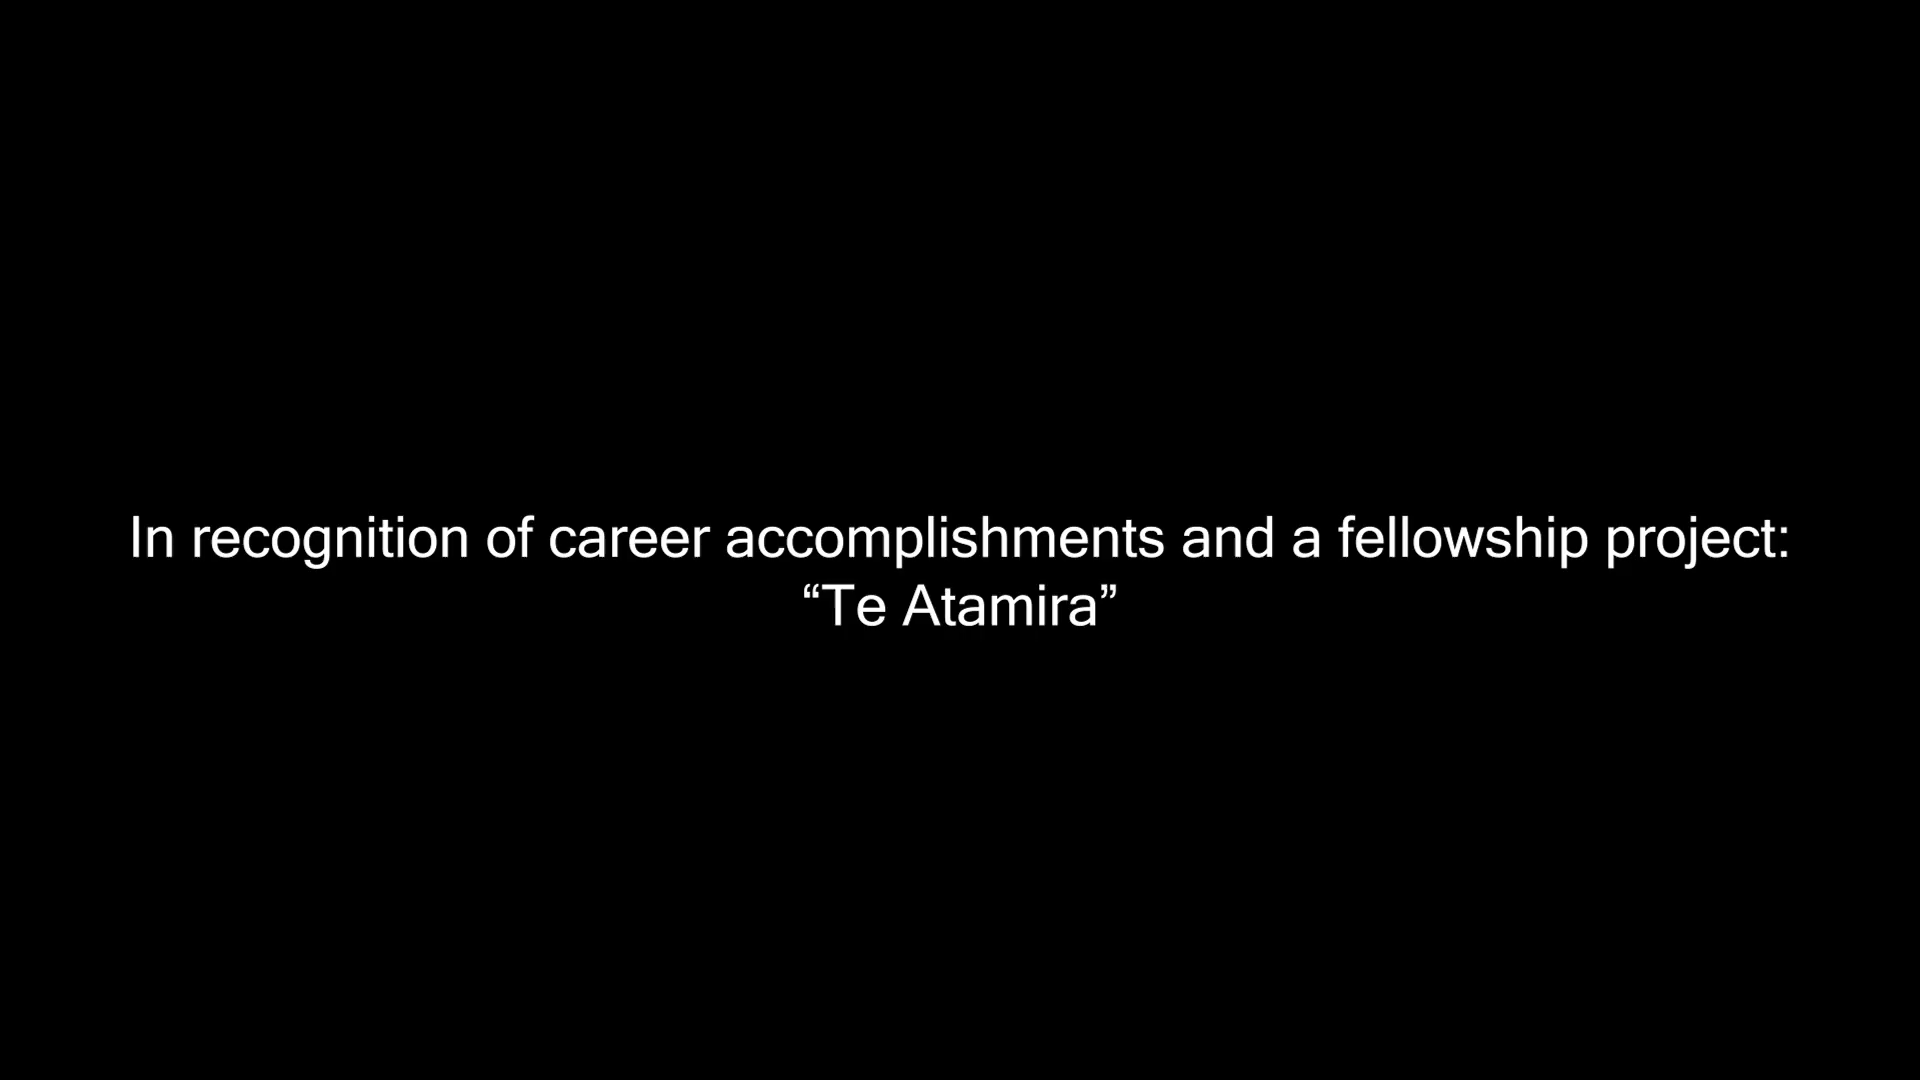 In recognition of career accomplishments and a fellowship project:
“Te Atamira”